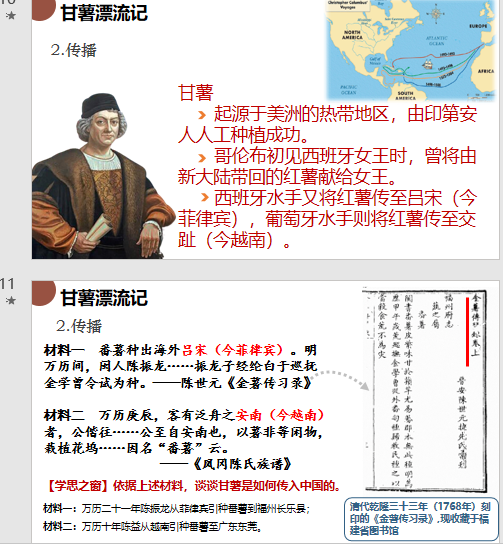 10
★
甘薯漂流记
2.传播
Christopher Columbus'
Voyages
NORTH
AMERICA
ATLANTIC
OCEAN
EUROPE
AFRICA
PACIFIC
OCEAN
SOUTH
AMERICA
甘薯
起源于美洲的热带地区，由印第安
人人工种植成功。
哥伦布初见西班牙女王时，曾将由
新大陆带回的红薯献给女王。
西班牙水手又将红薯传至吕宋（今
菲律宾），葡萄牙水手则将红薯传至交
趾（今越南）。
11
★
甘薯漂流记
2.传播
材料一 番薯种出海外吕宋（今菲律宾）。明
万历间，闽人陈振龙……振龙子经纶白于巡抚
金学曾令试为种。——陈世元《金薯传习录》
材料二 万历庚辰，客有泛舟之安南（今越南）
者，公偕往……公至自安南也，以薯非等闲物，
栽植花坞……因名“番薯”云。
——《凤冈陈氏族谱》
【学思之窗】依据上述材料，谈谈甘薯是如何传入中国的。
材料一：万历二十一年陈振龙从菲律宾引种番薯到福州长乐县；
材料二：万历十年陈益从越南引种番薯至广东东莞。
金薯傳習錄卷上
清代乾隆三十三年（1768年）刻
印的《金薯传习录》,现收藏于福
建省图书馆